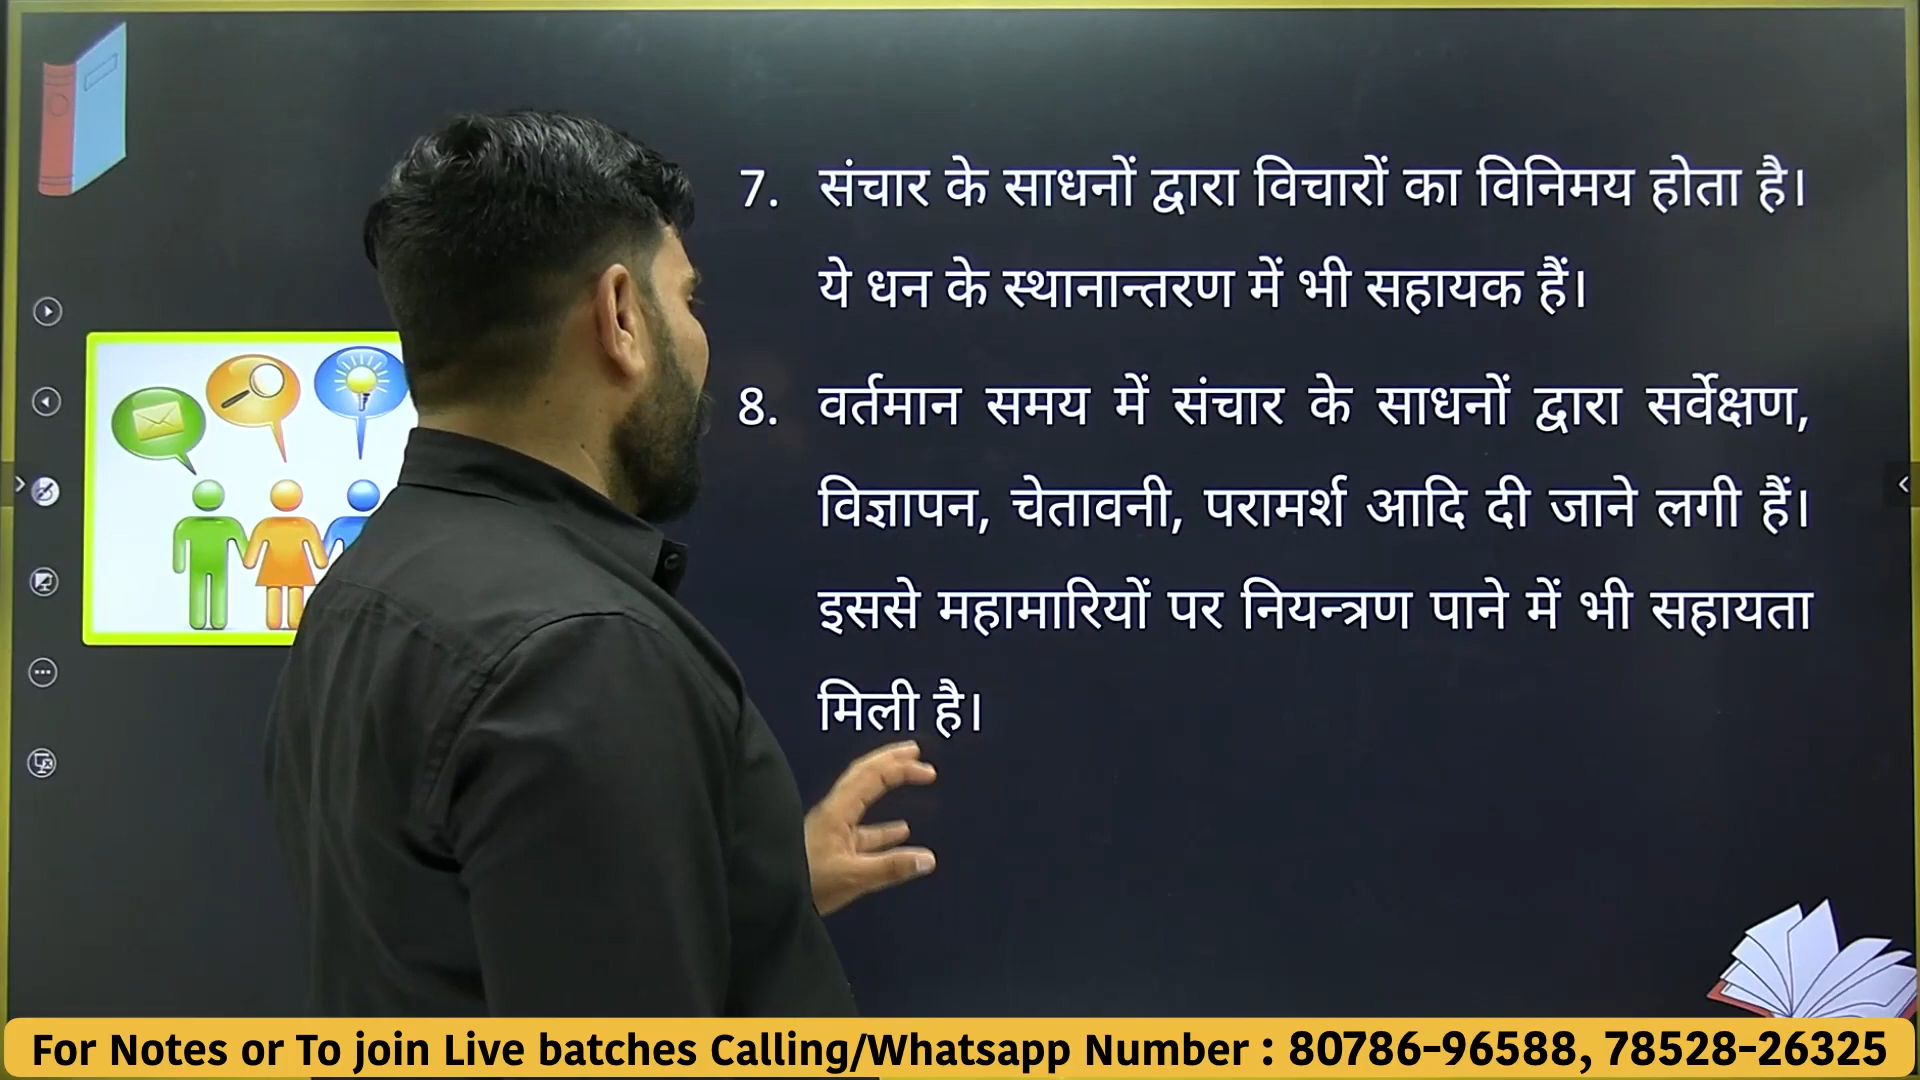 7. संचार के साधनों द्वारा विचारों का विनिमय होता है।
ये धन के स्थानान्तरण में भी सहायक हैं।
8. वर्तमान समय में संचार के साधनों द्वारा सर्वेक्षण,
विज्ञापन, चेतावनी, परामर्श आदि दी जाने लगी हैं।
इससे महामारियों पर नियन्त्रण पाने में भी सहायता
मिली है।
For Notes or To join Live batches Calling/Whatsapp Number : 80786-96588, 78528-26325